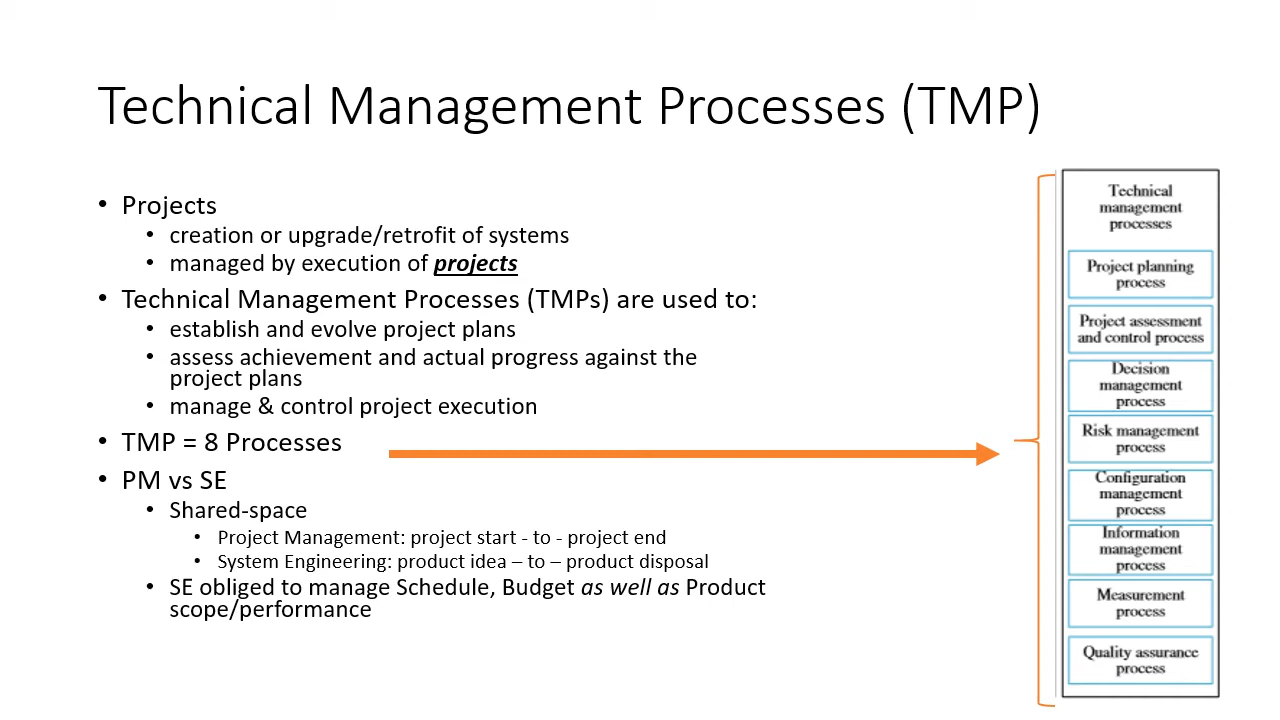 Technical Management Processes (TMP)
• Projects
• creation or upgrade/retrofit of systems
• managed by execution of projects
• Technical Management Processes (TMPs) are used to:
• establish and evolve project plans
• assess achievement and actual progress against the
project plans
• manage & control project execution
• TMP = 8 Processes
• PM vs SE
• Shared-space
• Project Management: project start - to - project end
• System Engineering: product idea – to – product disposal
• SE obliged to manage Schedule, Budget as well as Product
scope/performance
Technical
management
processes
Project planning
process
Project assessment
and control process
Decision
management
process
Risk management
process
Configuration
management
process
Information
management
process
Measurement
process
Quality assurance
process